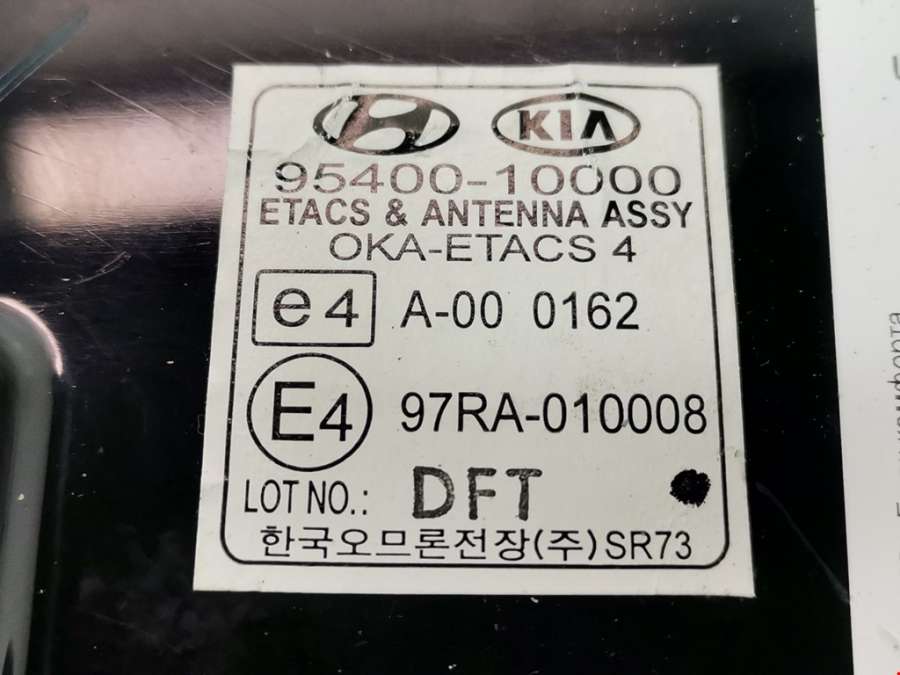 KIA
95400-10000
ETACS & ANTENNA ASSY
OKA-ETACS 4
e4 A-00 0162
E4 97RA-010008
LOT NO.: DFT
한국오므론전장(주)SR73